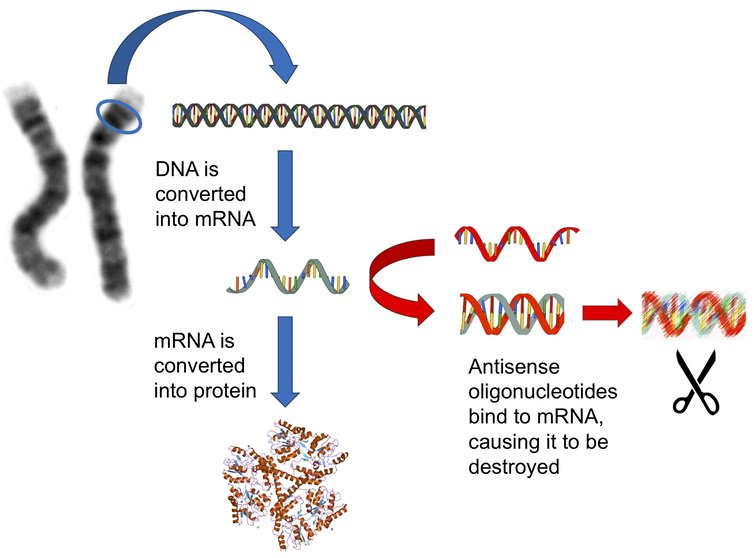 DNA is
converted
into mRNA
mRNA is
converted
into protein
Antisense
oligonucleotides
bind to mRNA,
causing it to be
destroyed